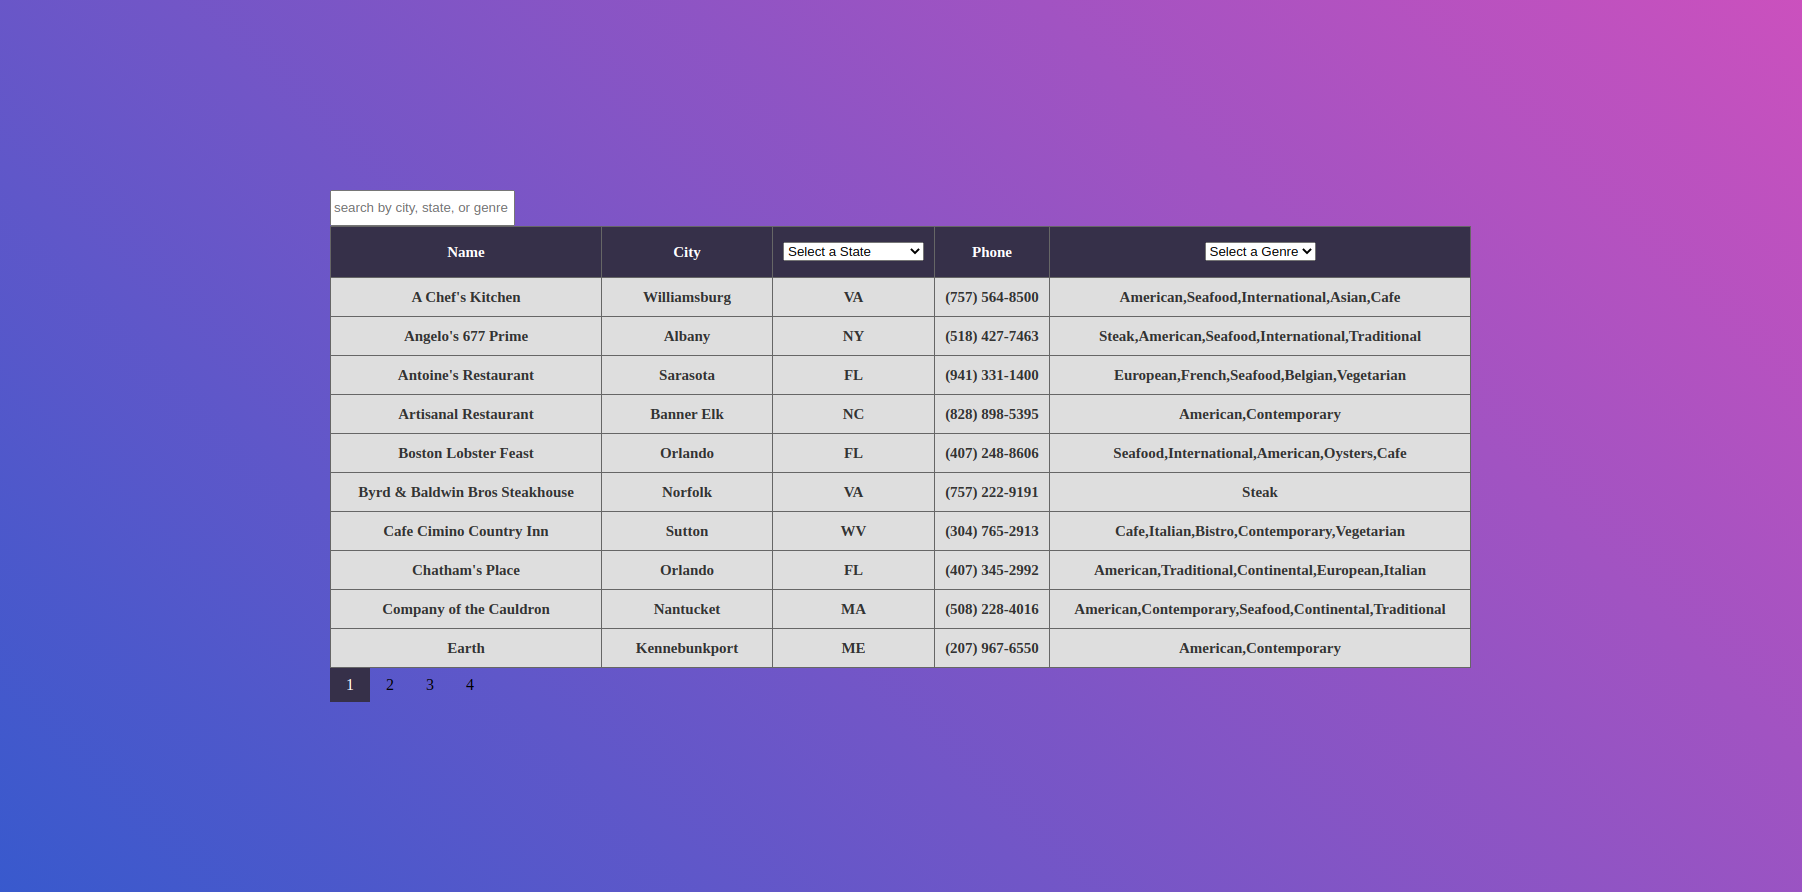 search by city, state, or genre
Name City Select a State Phone Select a Genre
A Chef's Kitchen Williamsburg VA (757) 564-8500 American,Seafood,International,Asian,Cafe
Angelo's 677 Prime Albany NY (518) 427-7463 Steak,American,Seafood,International,Traditional
Antoine's Restaurant Sarasota FL (941) 331-1400 European,French,Seafood,Belgian,Vegetarian
Artisanal Restaurant Banner Elk NC (828) 898-5395 American,Contemporary
Boston Lobster Feast Orlando FL (407) 248-8606 Seafood,International,American,Oysters,Cafe
Byrd & Baldwin Bros Steakhouse Norfolk VA (757) 222-9191 Steak
Cafe Cimino Country Inn Sutton WV (304) 765-2913 Cafe,Italian,Bistro,Contemporary,Vegetarian
Chatham's Place Orlando FL (407) 345-2992 American,Traditional,Continental,European,Italian
Company of the Cauldron Nantucket MA (508) 228-4016 American,Contemporary,Seafood,Continental,Traditional
Earth Kennebunkport ME (207) 967-6550 American,Contemporary
1 2 3 4